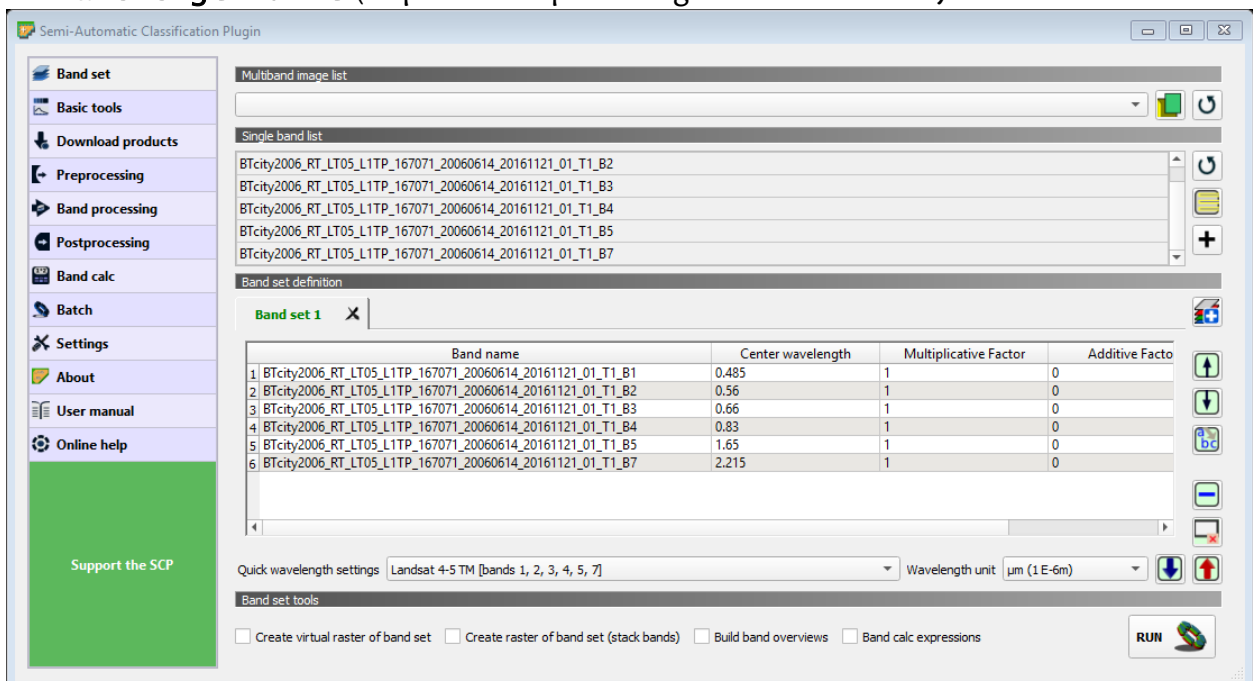 Semi-Automatic Classification Plugin
Band set
Basic tools
Download products
Preprocessing
Band processing
Postprocessing
Band calc
Batch
Settings
About
User manual
Online help
Support the SCP
Multiband image list
Single band list
BTcity2006_RT_LT05_L1TP_167071_20060614_20161121_01_T1_B2
BTcity2006_RT_LT05_L1TP_167071_20060614_20161121_01_T1_B3
BTcity2006_RT_LT05_L1TP_167071_20060614_20161121_01_T1_B4
BTcity2006_RT_LT05_L1TP_167071_20060614_20161121_01_T1_B5
BTcity2006_RT_LT05_L1TP_167071_20060614_20161121_01_T1_B7
Band set definition
Band set 1
Band name Center wavelength Multiplicative Factor Additive Facto
1 BTcity2006_RT_LT05_L1TP_167071_20060614_20161121_01_T1_B1 0.485 1 0
2 BTcity2006_RT_LT05_L1TP_167071_20060614_20161121_01_T1_B2 0.56 1 0
3 BTcity2006_RT_LT05_L1TP_167071_20060614_20161121_01_T1_B3 0.66 1 0
4 BTcity2006_RT_LT05_L1TP_167071_20060614_20161121_01_T1_B4 0.83 1 0
5 BTcity2006_RT_LT05_L1TP_167071_20060614_20161121_01_T1_B5 1.65 1 0
6 BTcity2006_RT_LT05_L1TP_167071_20060614_20161121_01_T1_B7 2.215 1 0
Quick wavelength settings Landsat 4-5 TM [bands 1, 2, 3, 4, 5, 7] Wavelength unit µm (1 E-6m)
Band set tools
Create virtual raster of band set Create raster of band set (stack bands) Build band overviews Band calc expressions RUN